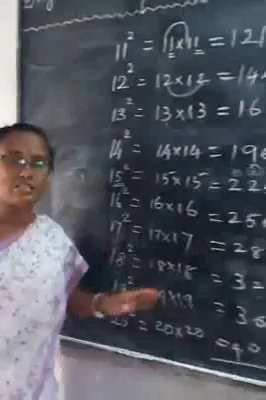 11² = 11×11 = 121
12² = 12×12 = 14
13² = 13×13 = 16
14² = 14×14 = 19
15² = 15×15 = 22
16² = 16×16 = 25
17² = 17×17 = 28
18² = 18×18 = 3
19² = 19×19 = 3
20² = 20×20